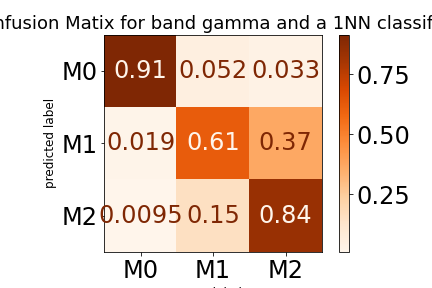 nfusion Matix for band gamma and a 1NN classif
predicted label
M0 0.91 0.052 0.033
M1 0.019 0.61 0.37
M2 0.0095 0.15 0.84
M0 M1 M2
0.75
0.50
0.25